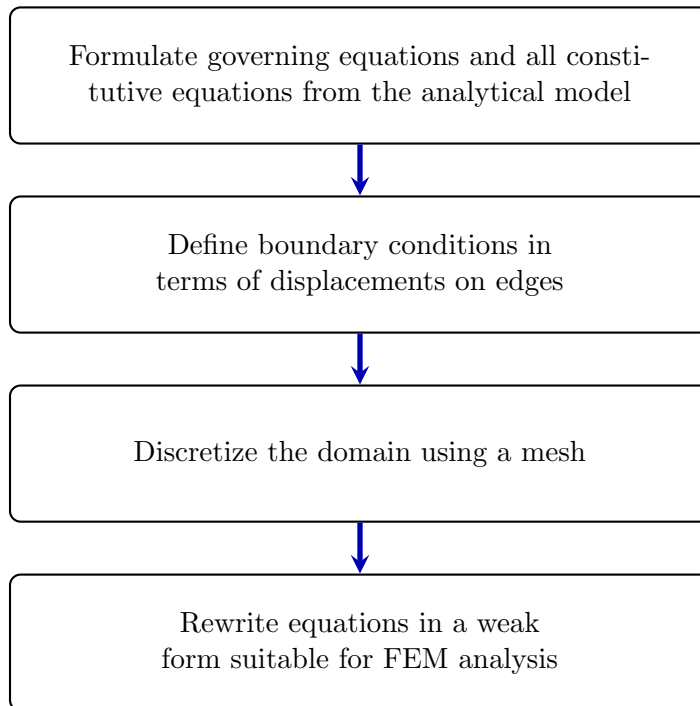 Formulate governing equations and all consti-
tutive equations from the analytical model
Define boundary conditions in
terms of displacements on edges
Discretize the domain using a mesh
Rewrite equations in a weak
form suitable for FEM analysis